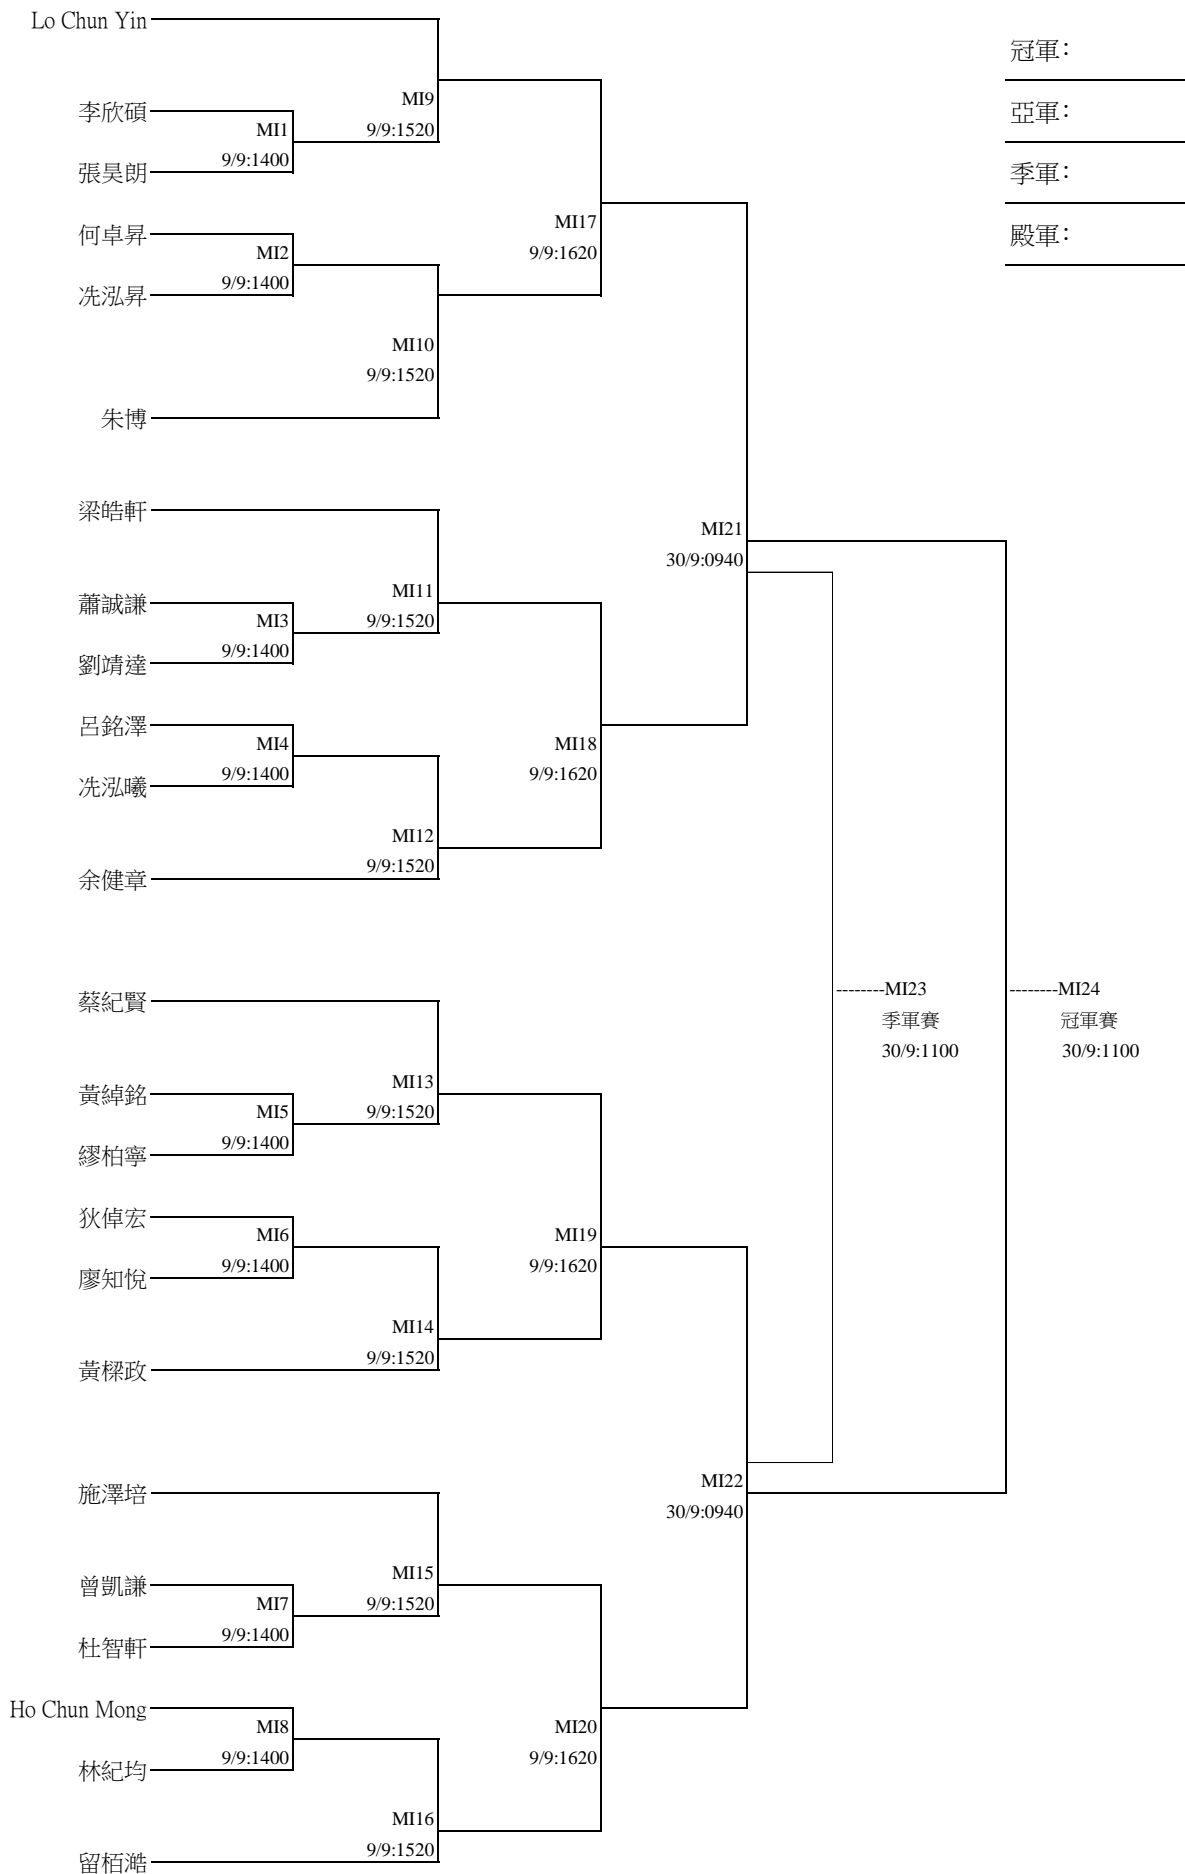 Lo Chun Yin
冠軍：
MI9
李欣碩
亞軍：
MI1
9/9:1520
9/9:1400
張昊朗
季軍：
MI17
何卓昇
殿軍：
MI2
9/9:1620
9/9:1400
冼泓昇
MI10
9/9:1520
朱博
梁皓軒
MI21
30/9:0940
MI11
蕭誠謙
MI3
9/9:1520
9/9:1400
劉靖達
呂銘澤
MI4
MI18
9/9:1400
9/9:1620
冼泓曦
MI12
9/9:1520
余健章
--------MI23
--------MI24
蔡紀賢
季軍賽
冠軍賽
30/9:1100
30/9:1100
MI13
黃綽銘
MI5
9/9:1520
9/9:1400
繆柏寧
狄倬宏
MI6
MI19
9/9:1400
9/9:1620
廖知悅
MI14
9/9:1520
黃樑政
MI22
施澤培
30/9:0940
MI15
曾凱謙
MI7
9/9:1520
9/9:1400
杜智軒
Ho Chun Mong
MI8
MI20
9/9:1400
9/9:1620
林紀均
MI16
9/9:1520
留栢澔